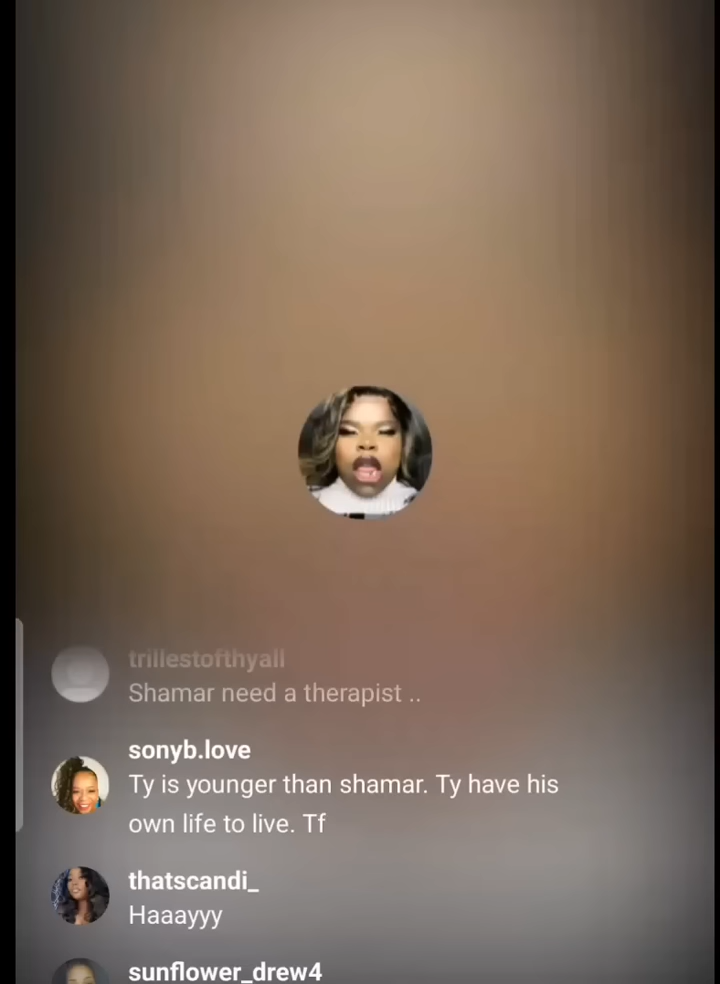 trillestofthyall
Shamar need a therapist ..
sonyb.love
Ty is younger than shamar. Ty have his
own life to live. Tf
thatscandi_
Haaayyy
sunflower_drew4